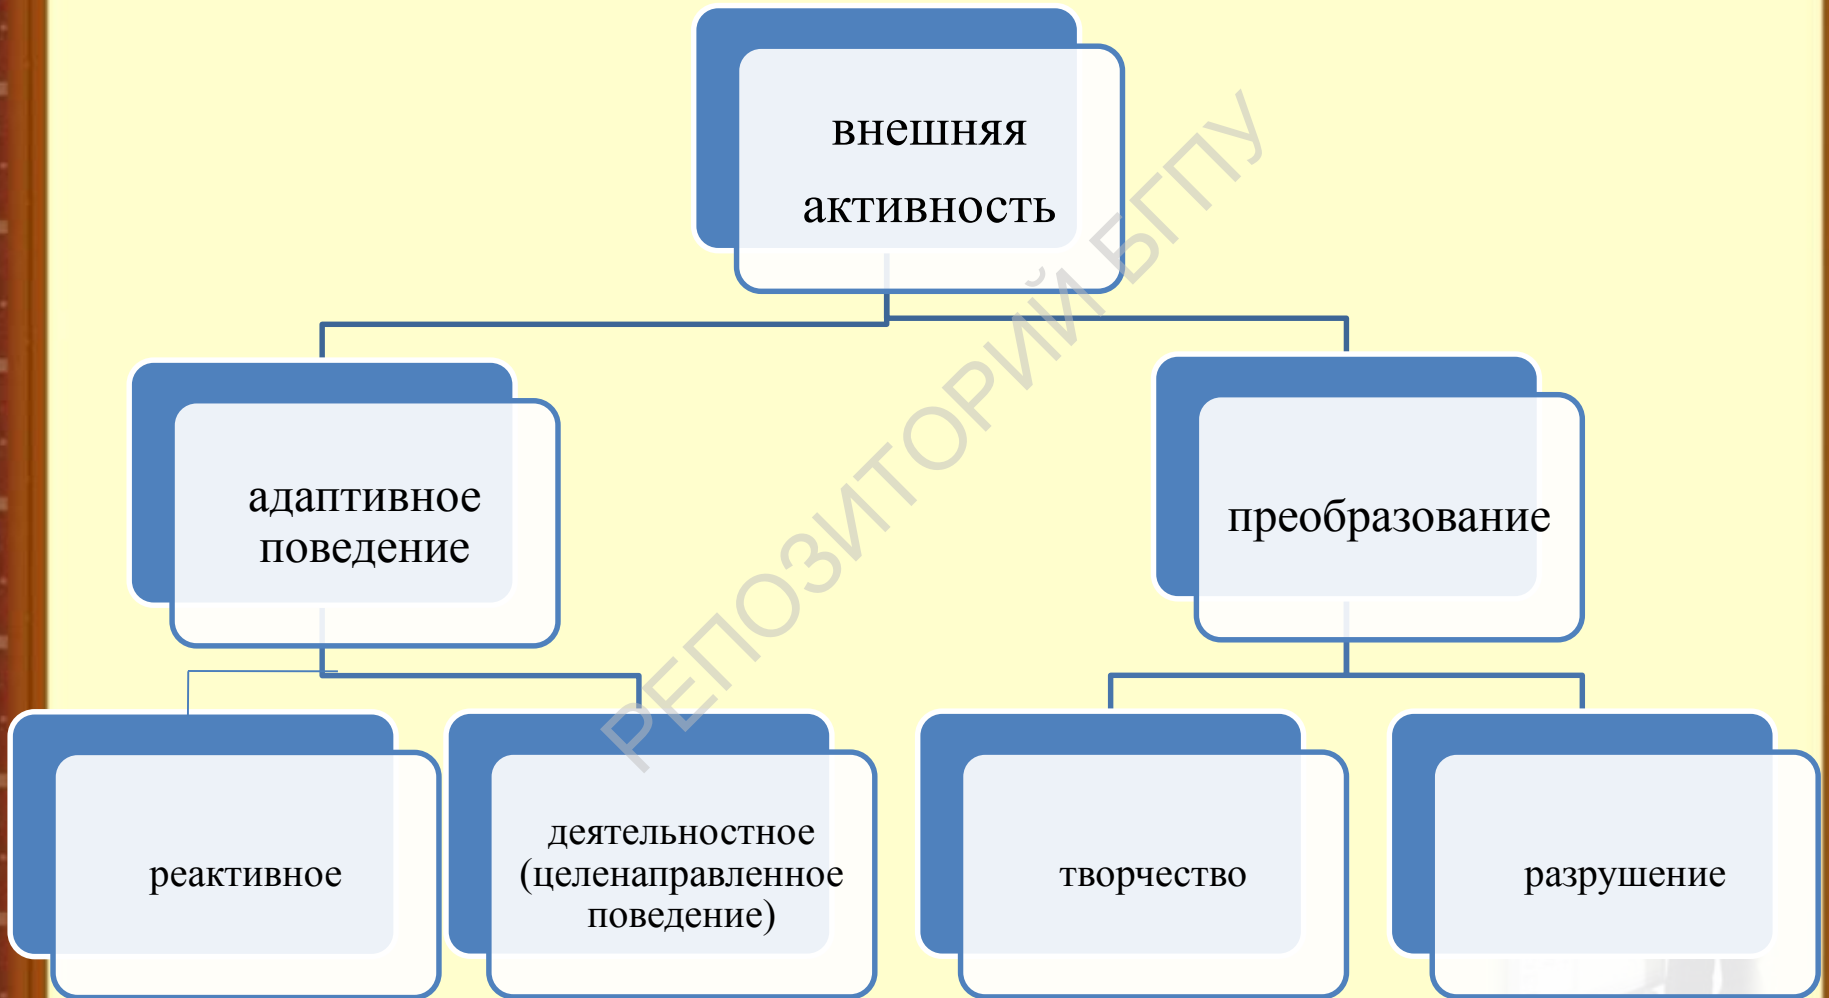 внешняя
активность
адаптивное
поведение
преобразование
реактивное
деятельностное
(целенаправленное
поведение)
творчество
разрушение
РЕПОЗИТОРИЙ БГПУ